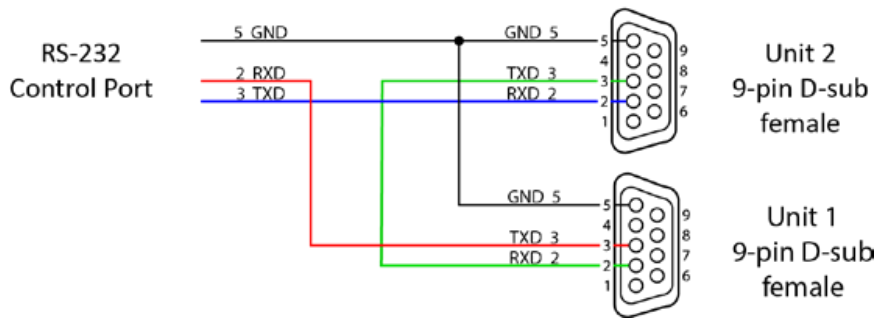 RS-232
Control Port
5 GND
2 RXD
3 TXD
GND 5
TXD 3
RXD 2
5
4
3
2
1
9
8
7
6
Unit 2
9-pin D-sub
female
GND 5
TXD 3
RXD 2
5
4
3
2
1
9
8
7
6
Unit 1
9-pin D-sub
female